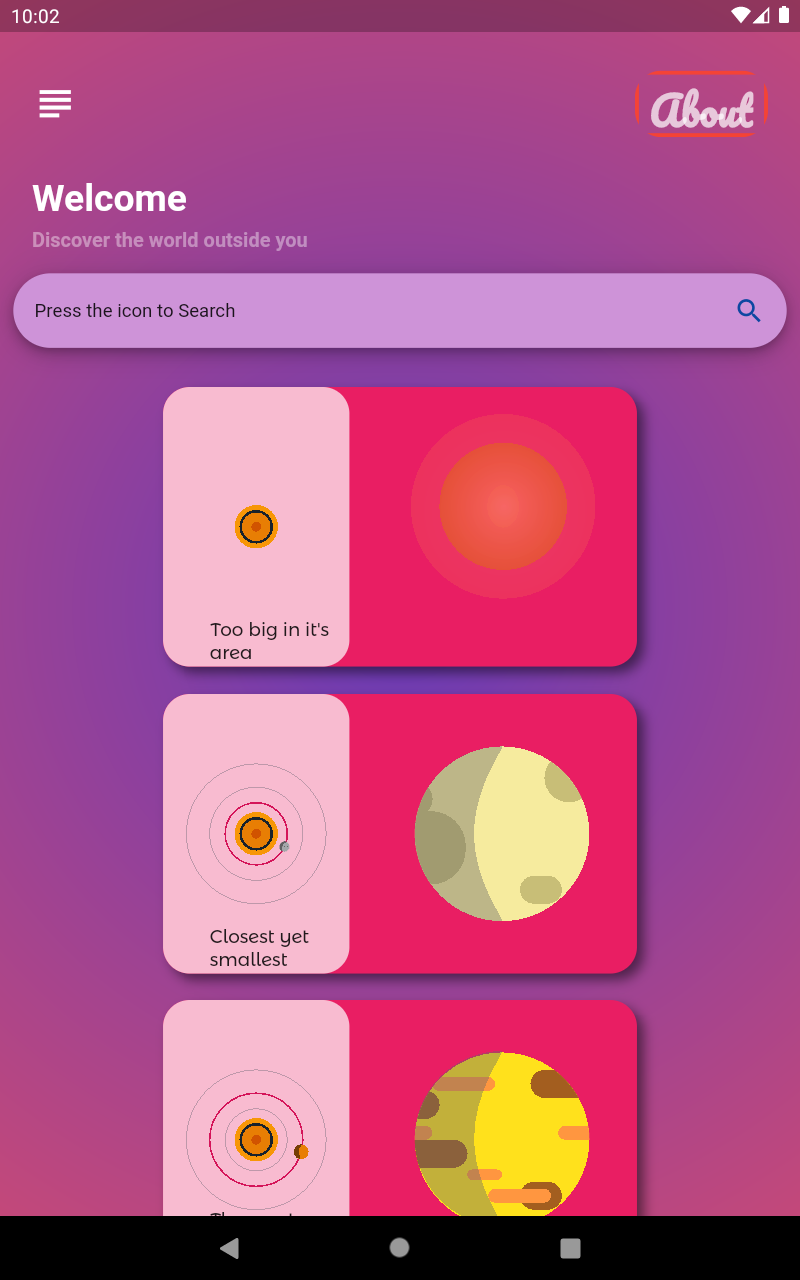 10:02
About
Welcome
Discover the world outside you
Press the icon to Search
Too big in it's
area
Closest yet
smallest